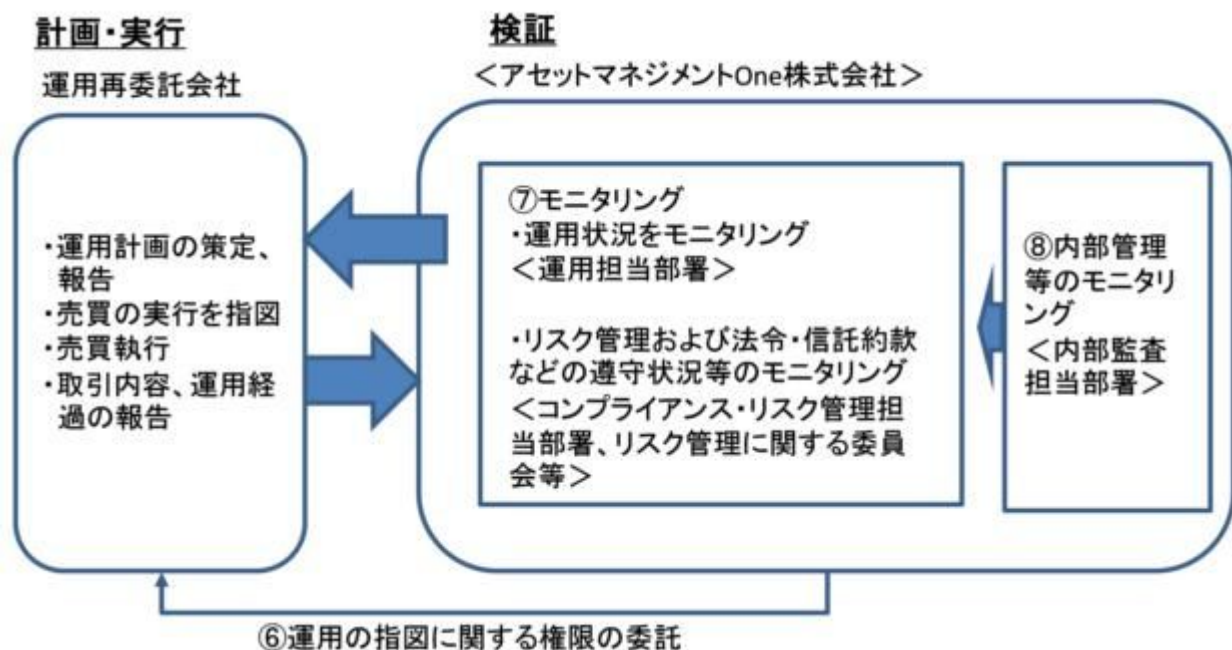 計画・実行
運用再委託会社
・運用計画の策定、
報告
・売買の実行を指図
・売買執行
・取引内容、運用経
過の報告
検証
＜アセットマネジメントOne株式会社＞
⑦モニタリング
・運用状況をモニタリング
＜運用担当部署＞
・リスク管理および法令・信託約款
などの遵守状況等のモニタリング
＜コンプライアンス・リスク管理担
当部署、リスク管理に関する委員
会等＞
⑧内部管理
等のモニタリ
ング
＜内部監査
担当部署＞
⑥運用の指図に関する権限の委託